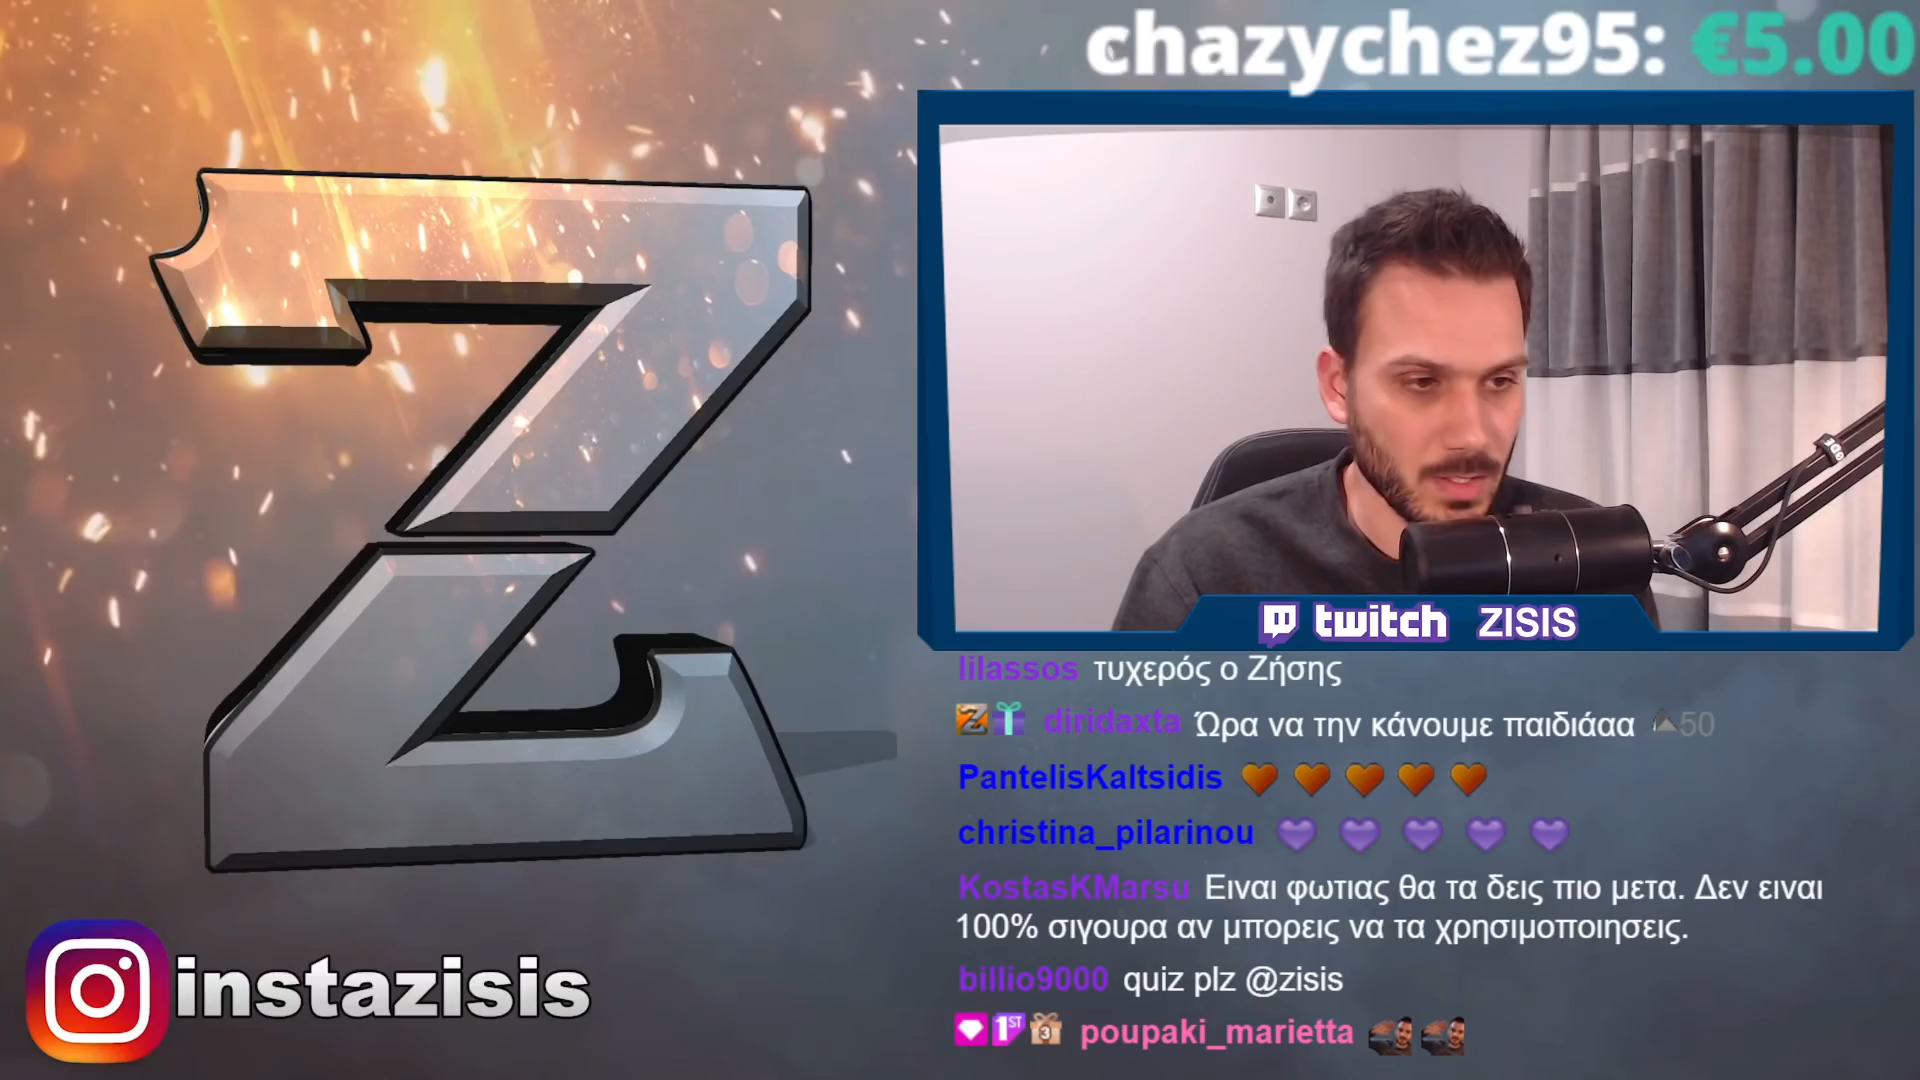 chazychez95: €5.00
Z
twitch ZISIS
lilassos τυχερός ο Ζήσης
diridaxta Ώρα να την κάνουμε παιδιάαα 50
PantelisKaltsidis
christina_pilarinou
KostasKMarsu Ειναι φωτιας θα τα δεις πιο μετα. Δεν ειναι
100% σιγουρα αν μπορεις να τα χρησιμοποιησεις.
billio9000 quiz plz @zisis
1ST 3 poupaki_marietta
instazisis